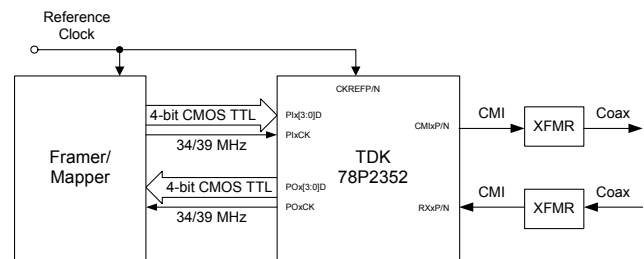 Reference
Clock
CKREFP/N
4-bit CMOS TTL
PIx[3:0]D
PIxCK
34/39 MHz
Framer/
Mapper
TDK
78P2352
CMIxP/N
CMI
XFMR
Coax
4-bit CMOS TTL
POx[3:0]D
POxCK
34/39 MHz
RXxP/N
CMI
XFMR
Coax